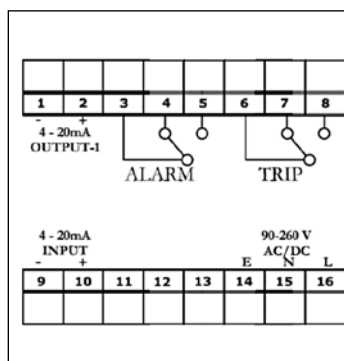 1 2 3 4 5 6 7 8
- +
4 - 20mA
OUTPUT-1
ALARM TRIP
4 - 20mA
INPUT
- +
90-260 V
AC/DC
E N L
9 10 11 12 13 14 15 16